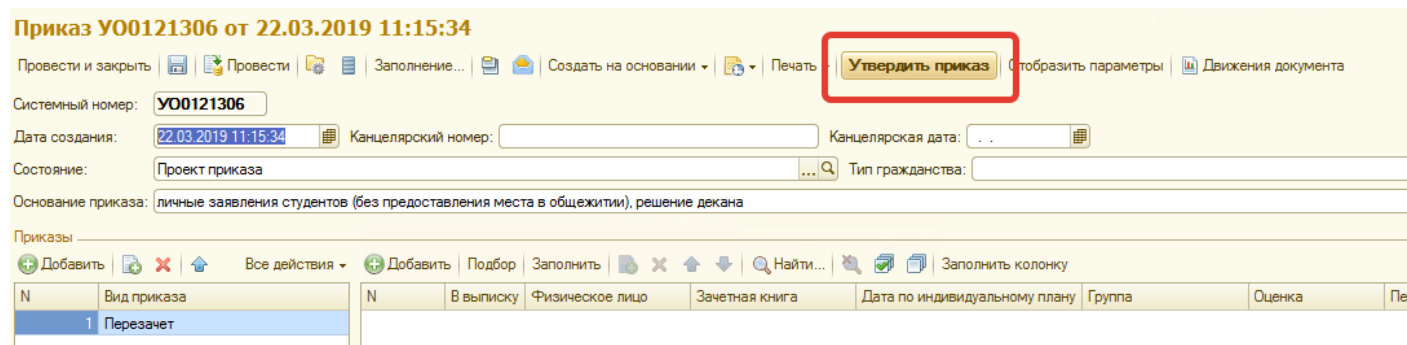 Приказ УО0121306 от 22.03.2019 11:15:34
Провести и закрыть Провести Заполнение... Создать на основании Печать Утвердить приказ Отобразить параметры Движения документа
Системный номер: УО0121306
Дата создания: 22.03.2019 11:15:34 Канцелярский номер: Канцелярская дата: . .
Состояние: Проект приказа ... Тип гражданства:
Основание приказа: личные заявления студентов (без предоставления места в общежитии), решение декана
Приказы
Добавить Все действия Добавить Подбор Заполнить Найти... Заполнить колонку
N Вид приказа N В выписку Физическое лицо Зачетная книга Дата по индивидуальному плану Группа Оценка Пе
1 Перезачет